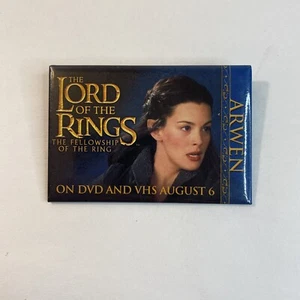 THE
LORD
OF THE
RINGS
THE FELLOWSHIP
OF THE RING
ARWEN
ON DVD AND VHS AUGUST 6